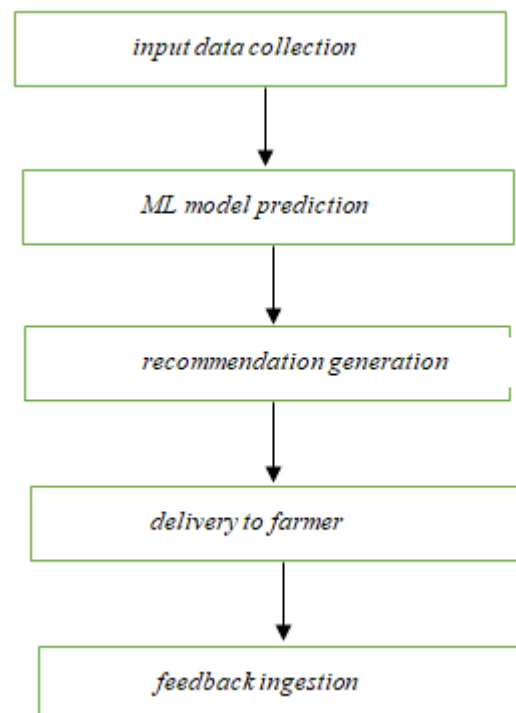 input data collection
ML model prediction
recommendation generation
delivery to farmer
feedback ingestion